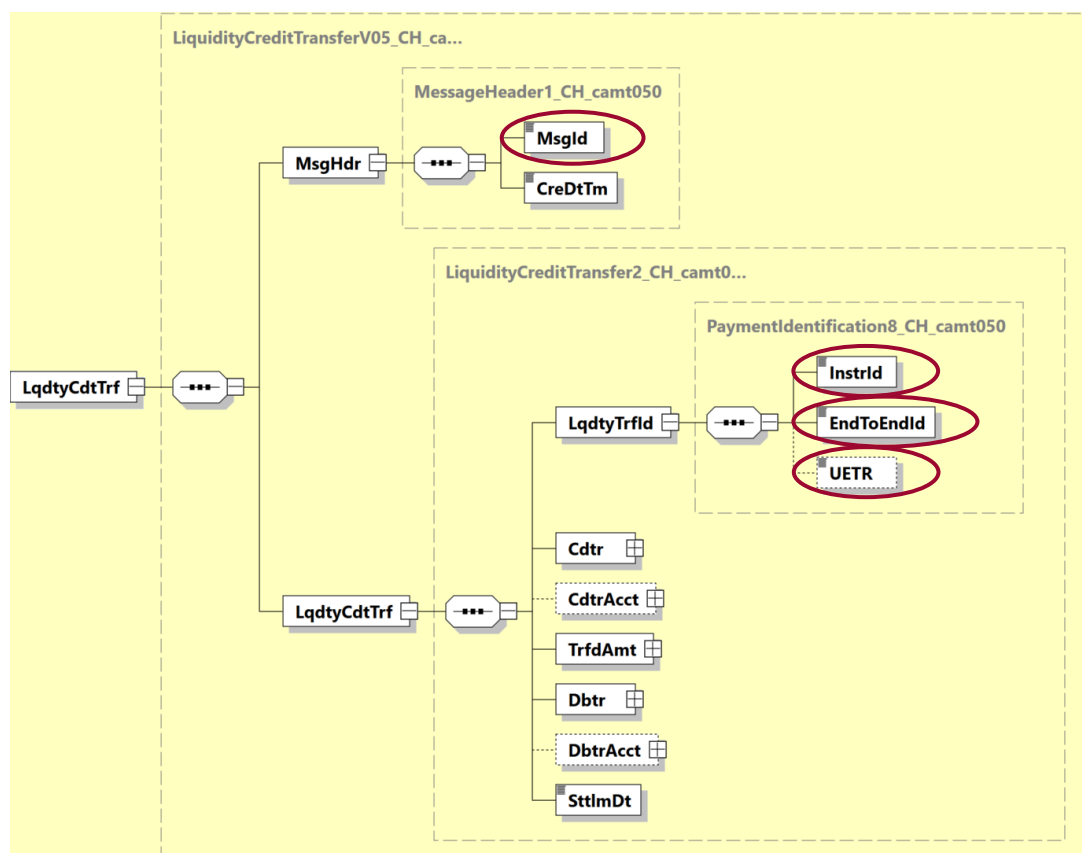 LiquidityCreditTransferV05_CH_ca...
MessageHeader1_CH_camt050
MsgId
MsgHdr
CreDtTm
LiquidityCreditTransfer2_CH_camt0...
PaymentIdentification8_CH_camt050
InstrId
LqdtyCdtTrf
LqdtyTrfId
EndToEndId
UETR
Cdtr
CdtrAcct
LqdtyCdtTrf
TrfdAmt
Dbtr
DbtrAcct
SttlmDt